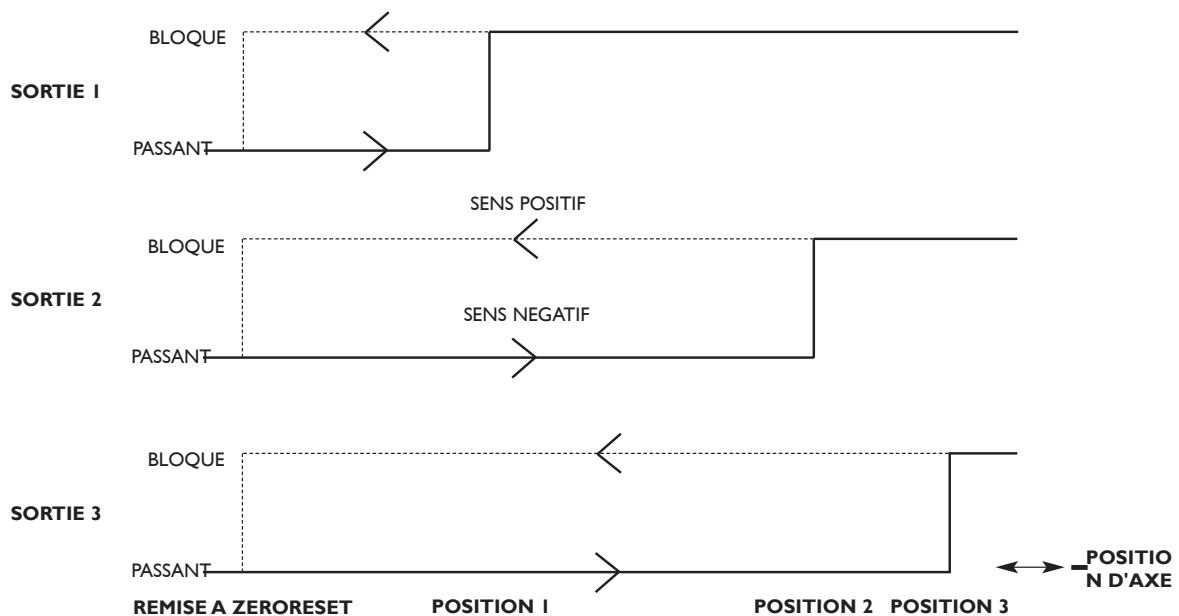 BLOQUE
SORTIE 1
PASSANT
SENS POSITIF
BLOQUE
SORTIE 2
SENS NEGATIF
PASSANT
BLOQUE
SORTIE 3
PASSANT
POSITIO
N D'AXE
REMISE A ZERORESET POSITION 1 POSITION 2 POSITION 3